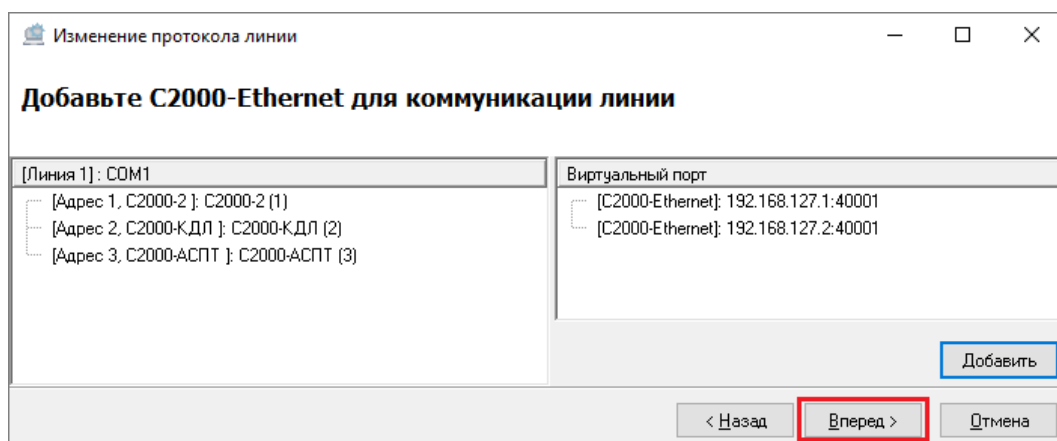 Изменение протокола линии
Добавьте С2000-Ethernet для коммуникации линии
[Линия 1] : COM1
[Адрес 1, С2000-2 ]: С2000-2 (1)
[Адрес 2, С2000-КДЛ ]: С2000-КДЛ (2)
[Адрес 3, С2000-АСПТ ]: С2000-АСПТ (3)
Виртуальный порт
[C2000-Ethernet]: 192.168.127.1:40001
[C2000-Ethernet]: 192.168.127.2:40001
Добавить
< Назад
Вперед >
Отмена